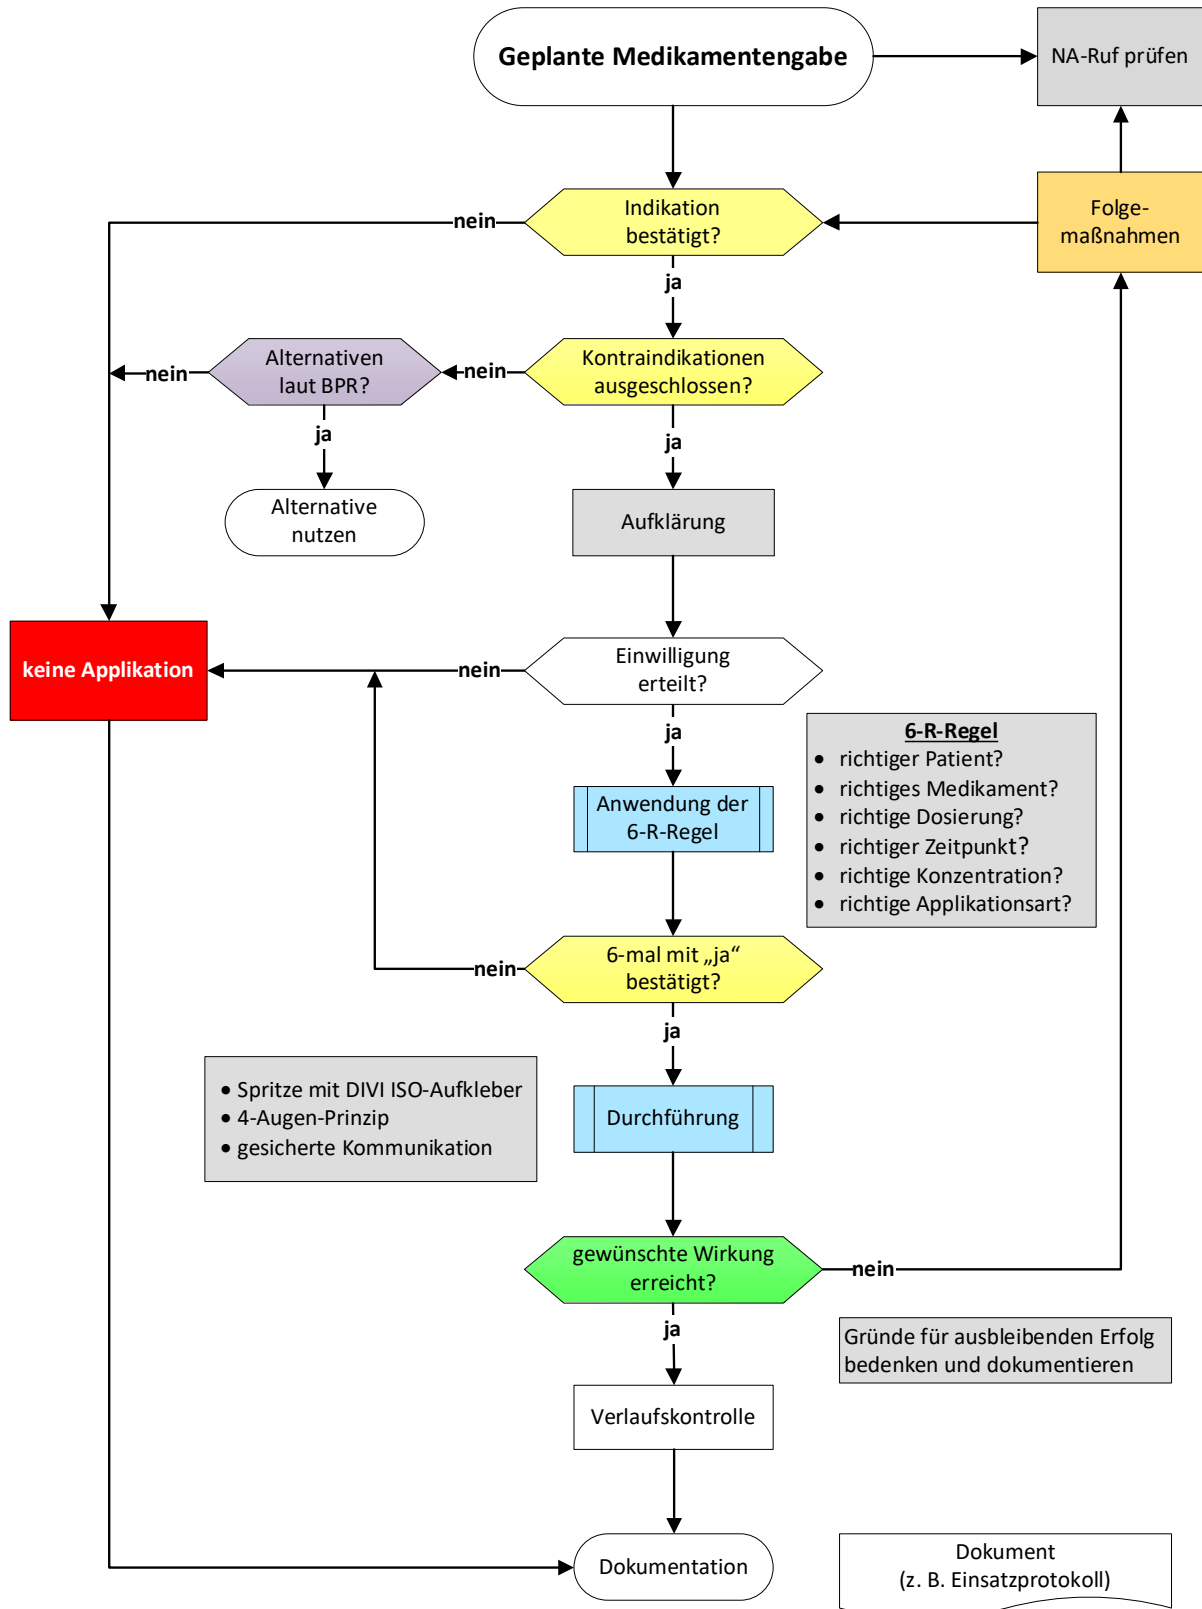 Geplante Medikamentengabe
NA-Ruf prüfen
Folge-
maßnahmen
Indikation
bestätigt?
nein
ja
Alternativen
laut BPR?
nein
nein
Kontraindikationen
ausgeschlossen?
ja
ja
Alternative
nutzen
Aufklärung
keine Applikation
nein
Einwilligung
erteilt?
ja
6-R-Regel
• richtiger Patient?
• richtiges Medikament?
• richtige Dosierung?
• richtiger Zeitpunkt?
• richtige Konzentration?
• richtige Applikationsart?
Anwendung der
6-R-Regel
nein
6-mal mit „ja“
bestätigt?
ja
• Spritze mit DIVI ISO-Aufkleber
• 4-Augen-Prinzip
• gesicherte Kommunikation
Durchführung
gewünschte Wirkung
erreicht?
nein
ja
Gründe für ausbleibenden Erfolg
bedenken und dokumentieren
Verlaufskontrolle
Dokumentation
Dokument
(z. B. Einsatzprotokoll)